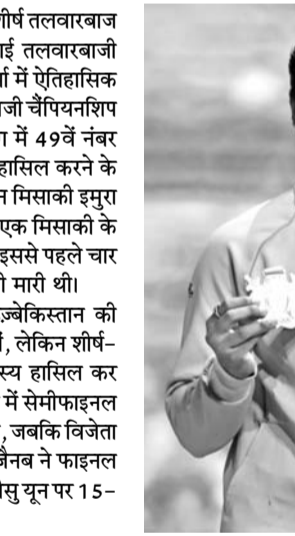 शीर्ष तलवारबाज
तलवारबाजी
में ऐतिहासिक
चैंपियनशिप
में 49वें नंबर
हासिल करने के
मिसाकी इमुरा
एक मिसाकी के
इससे पहले चार
मारी थी।
की
, लेकिन शीर्ष-
हासिल कर
में सेमीफाइनल
, जबकि विजेता
ने फाइनल
यून पर 15-